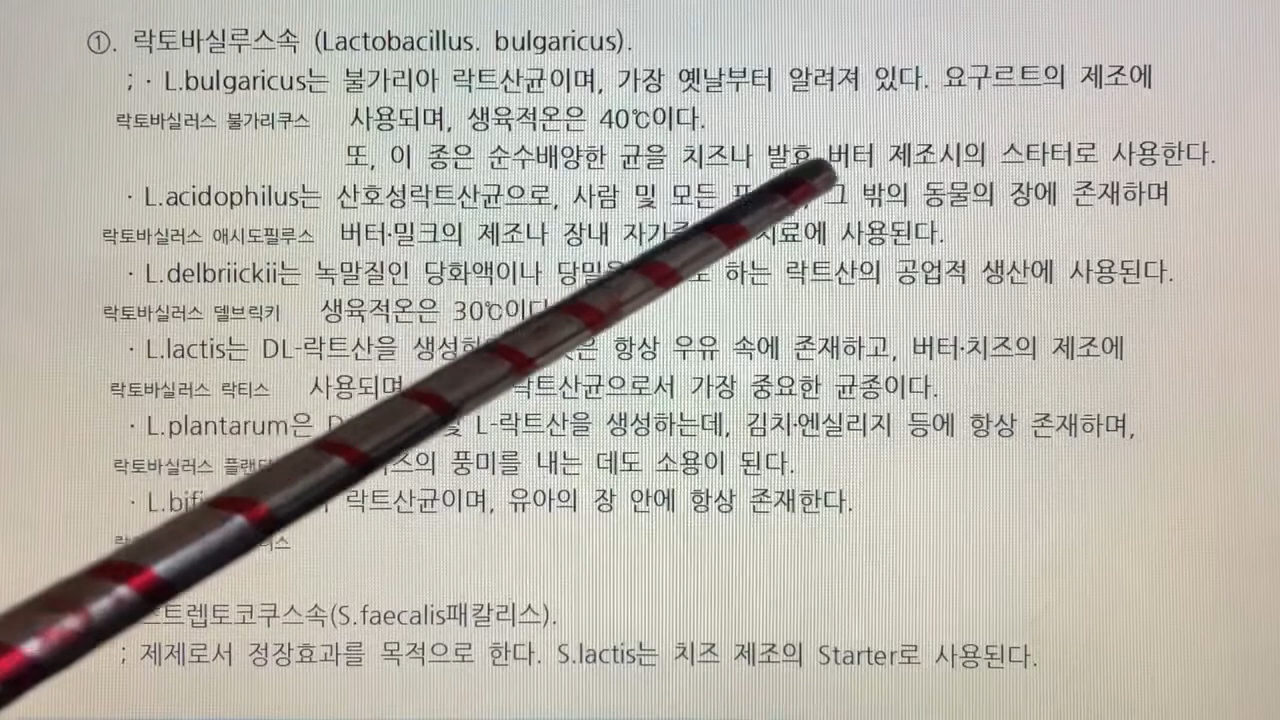 ①. 락토바실루스속 (Lactobacillus. bulgaricus).
; · L.bulgaricus는 불가리아 락트산균이며, 가장 옛날부터 알려져 있다. 요구르트의 제조에
락토바실러스 불가리쿠스 사용되며, 생육적온은 40℃이다.
또, 이 종은 순수배양한 균을 치즈나 발효 버터 제조시의 스타터로 사용한다.
· L.acidophilus는 산호성락트산균으로, 사람 및 모든 그 밖의 동물의 장에 존재하며
락토바실러스 애시도필루스 버터·밀크의 제조나 장내 사용된다.
· L.delbriickii는 녹말질인 당화액이나 하는 락트산의 공업적 생산에 사용된다.
락토바실러스 델브릭키 생육적온은 30℃이다
· L.lactis는 DL-락트산을 항상 우유 속에 존재하고, 버터·치즈의 제조에
락토바실러스 락티스 사용되며 락트산균으로서 가장 중요한 균종이다.
· L.plantarum은 및 L-락트산을 생성하는데, 김치·엔실리지 등에 항상 존재하며,
락토바실러스 풍미를 내는 데도 소용이 된다.
락트산균이며, 유아의 장 안에 항상 존재한다.
스트렙토코쿠스속(S.faecalis패칼리스).
; 제제로서 정장효과를 목적으로 한다. S.lactis는 치즈 제조의 Starter로 사용된다.